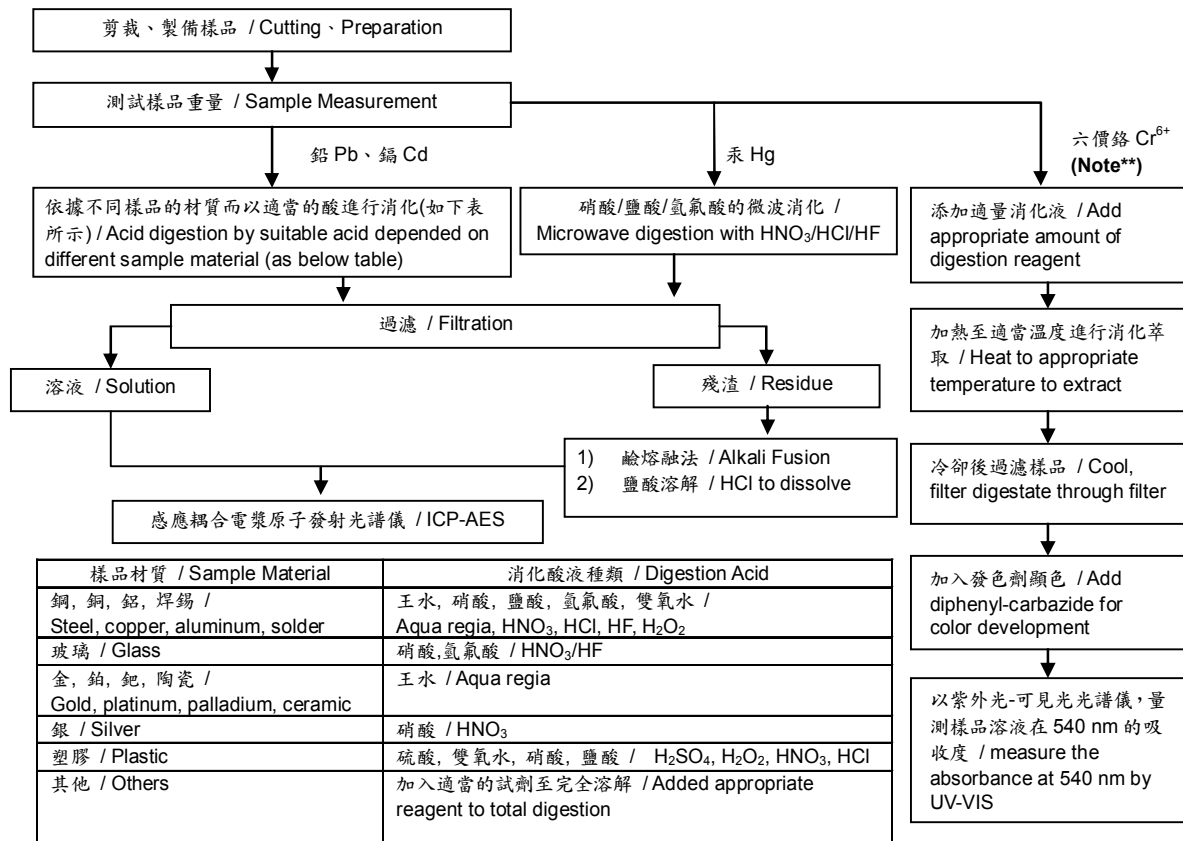 剪裁、製備樣品 / Cutting、Preparation
測試樣品重量 / Sample Measurement
鉛 Pb、鎘 Cd
汞 Hg
六價鉻 Cr6+
(Note**)
依據不同樣品的材質而以適當的酸進行消化(如下表
所示) / Acid digestion by suitable acid depended on
different sample material (as below table)
硝酸/鹽酸/氫氟酸的微波消化 /
Microwave digestion with HNO3/HCl/HF
添加適量消化液 / Add
appropriate amount of
digestion reagent
過濾 / Filtration
加熱至適當溫度進行消化萃
取 / Heat to appropriate
temperature to extract
溶液 / Solution
殘渣 / Residue
1) 鹼熔融法 / Alkali Fusion
2) 鹽酸溶解 / HCl to dissolve
冷卻後過濾樣品 / Cool,
filter digestate through filter
感應耦合電漿原子發射光譜儀 / ICP-AES
加入發色劑顯色 / Add
diphenyl-carbazide for
color development
以紫外光-可見光光譜儀，量
測樣品溶液在 540 nm 的吸
收度 / measure the
absorbance at 540 nm by
UV-VIS
樣品材質 / Sample Material
消化酸液種類 / Digestion Acid
鋼, 銅, 鋁, 焊錫 /
Steel, copper, aluminum, solder
王水, 硝酸, 鹽酸, 氫氟酸, 雙氧水 /
Aqua regia, HNO3, HCl, HF, H2O2
玻璃 / Glass
硝酸,氫氟酸 / HNO3/HF
金, 鉑, 鈀, 陶瓷 /
Gold, platinum, palladium, ceramic
王水 / Aqua regia
銀 / Silver
硝酸 / HNO3
塑膠 / Plastic
硫酸, 雙氧水, 硝酸, 鹽酸 / H2SO4, H2O2, HNO3, HCl
其他 / Others
加入適當的試劑至完全溶解 / Added appropriate
reagent to total digestion